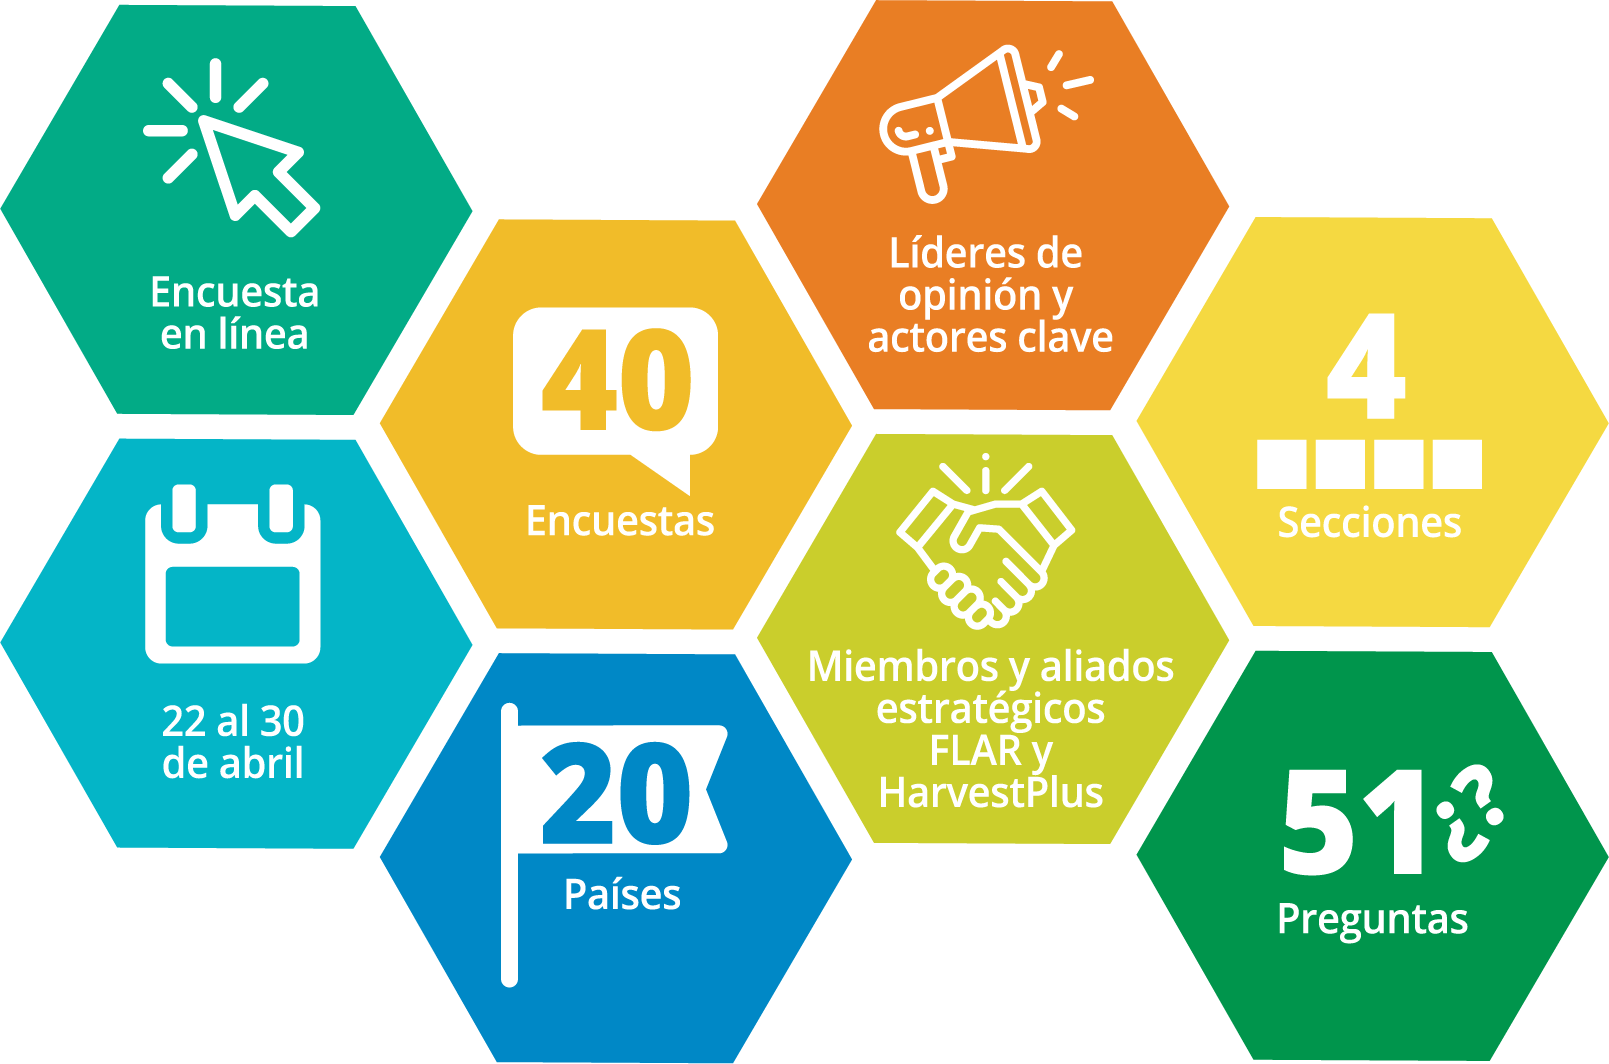 Encuesta
en línea
40
Encuestas
Líderes de
opinión y
actores clave
4
Secciones
22 al 30
de abril
20
Países
Miembros y aliados
estratégicos
FLAR y
HarvestPlus
51¿?
Preguntas